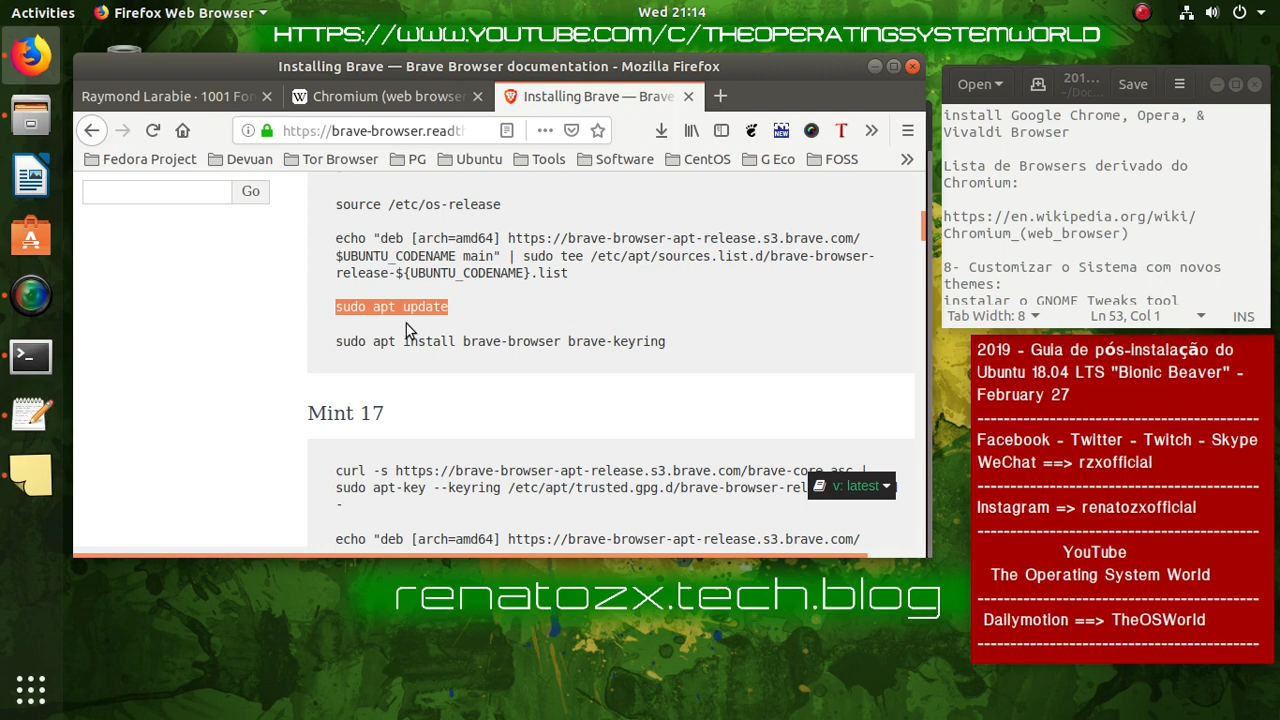 Activities
Firefox Web Browser
Wed 21:14
HTTPS://WWW.YOUTUBE.COM/C/THEOPERATINGSYSTEMWORLD
Installing Brave — Brave Browser documentation - Mozilla Firefox
Raymond Larabie · 1001 Fon
Chromium (web browser
Installing Brave — Brave
https://brave-browser.readt
Fedora Project
Devuan
Tor Browser
PG
Ubuntu
Tools
Software
CentOS
G Eco
FOSS
Go
source /etc/os-release
echo "deb [arch=amd64] https://brave-browser-apt-release.s3.brave.com/
$UBUNTU_CODENAME main" | sudo tee /etc/apt/sources.list.d/brave-browser-
release-${UBUNTU_CODENAME}.list
sudo apt update
sudo apt install brave-browser brave-keyring
Mint 17
curl -s https://brave-browser-apt-release.s3.brave.com/brave-core.asc |
sudo apt-key --keyring /etc/apt/trusted.gpg.d/brave-browser-rel
-
v: latest
echo "deb [arch=amd64] https://brave-browser-apt-release.s3.brave.com/
Open
201...
~/Doc...
Save
install Google Chrome, Opera, &
Vivaldi Browser
Lista de Browsers derivado do
Chromium:
https://en.wikipedia.org/wiki/
Chromium_(web_browser)
8- Customizar o Sistema com novos
themes:
instalar o GNOME Tweaks tool
Tab Width: 8
Ln 53, Col 1
INS
2019 - Guia de pós-Instalação do
Ubuntu 18.04 LTS "Bionic Beaver" -
February 27
-----------------------------------------
Facebook - Twitter - Twitch - Skype
WeChat ==> rzxofficial
-----------------------------------------
Instagram => renatozxofficial
-----------------------------------------
YouTube
The Operating System World
-----------------------------------------
Dailymotion ==> TheOSWorld
-----------------------------------------
renatozx.tech.blog